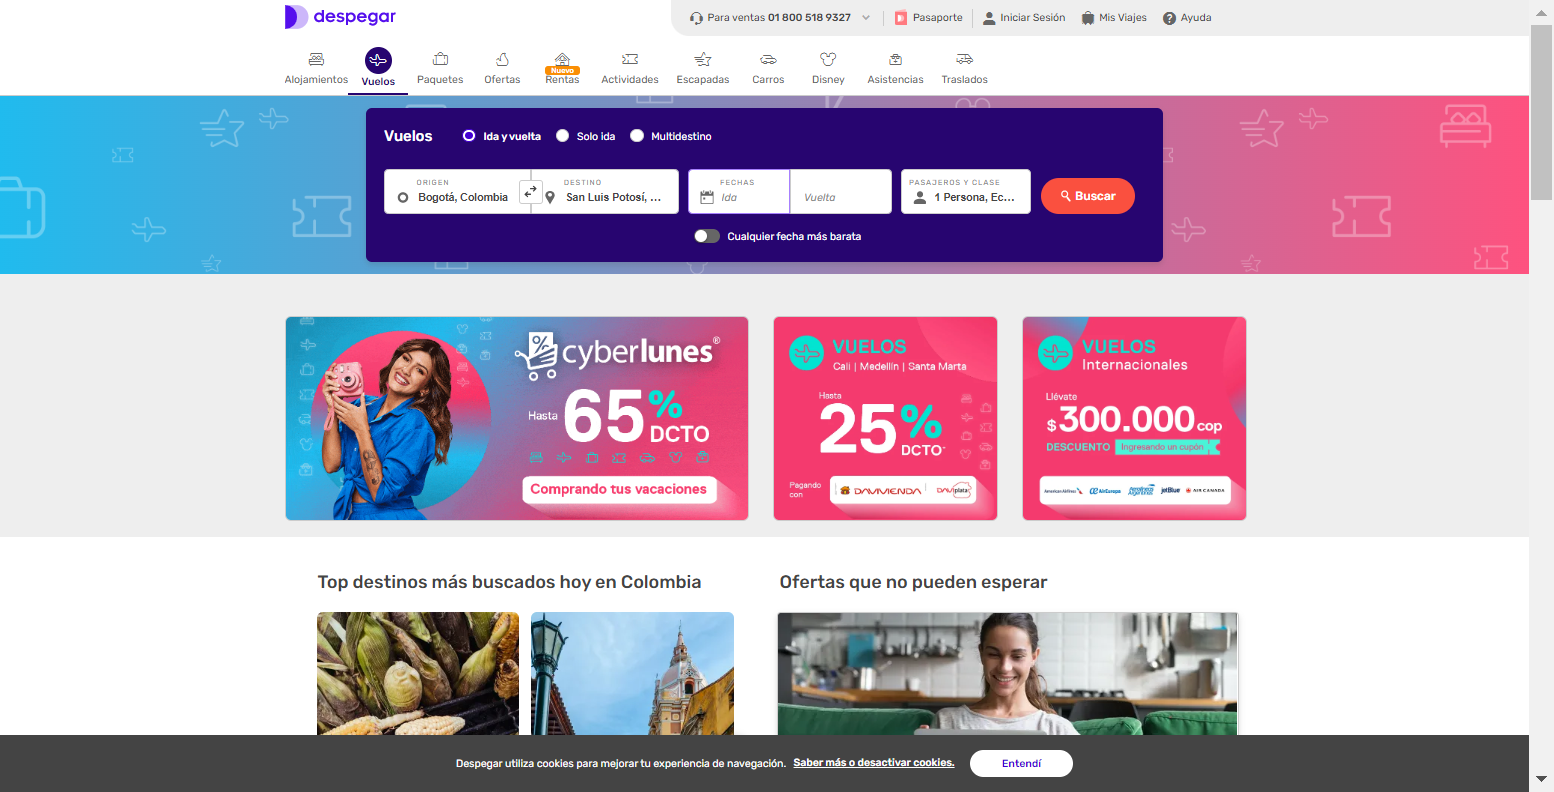 despegar
Para ventas 01 800 518 9327
Pasaporte
Iniciar Sesión
Mis Viajes
Ayuda
Alojamientos
Vuelos
Paquetes
Ofertas
Nuevo
Rentas
Actividades
Escapadas
Carros
Disney
Asistencias
Traslados
Vuelos
Ida y vuelta
Solo ida
Multidestino
ORIGEN
Bogotá, Colombia
DESTINO
San Luis Potosí, ...
FECHAS
Ida
Vuelta
PASAJEROS Y CLASE
1 Persona, Ec...
Buscar
Cualquier fecha más barata
cyberlunes®
Hasta 65% DCTO
Comprando tus vacaciones
VUELOS
Cali | Medellín | Santa Marta
Hasta
25% DCTO*
Pagando con
DAVIVIENDA
DAVIplata
VUELOS
Internacionales
Llévate
$300.000 COP
DESCUENTO Ingresando un cupón
American Airlines
AirEuropa
Aerolíneas Argentinas
jetBlue
AIR CANADA
Top destinos más buscados hoy en Colombia
Ofertas que no pueden esperar
Despegar utiliza cookies para mejorar tu experiencia de navegación. Saber más o desactivar cookies.
Entendí